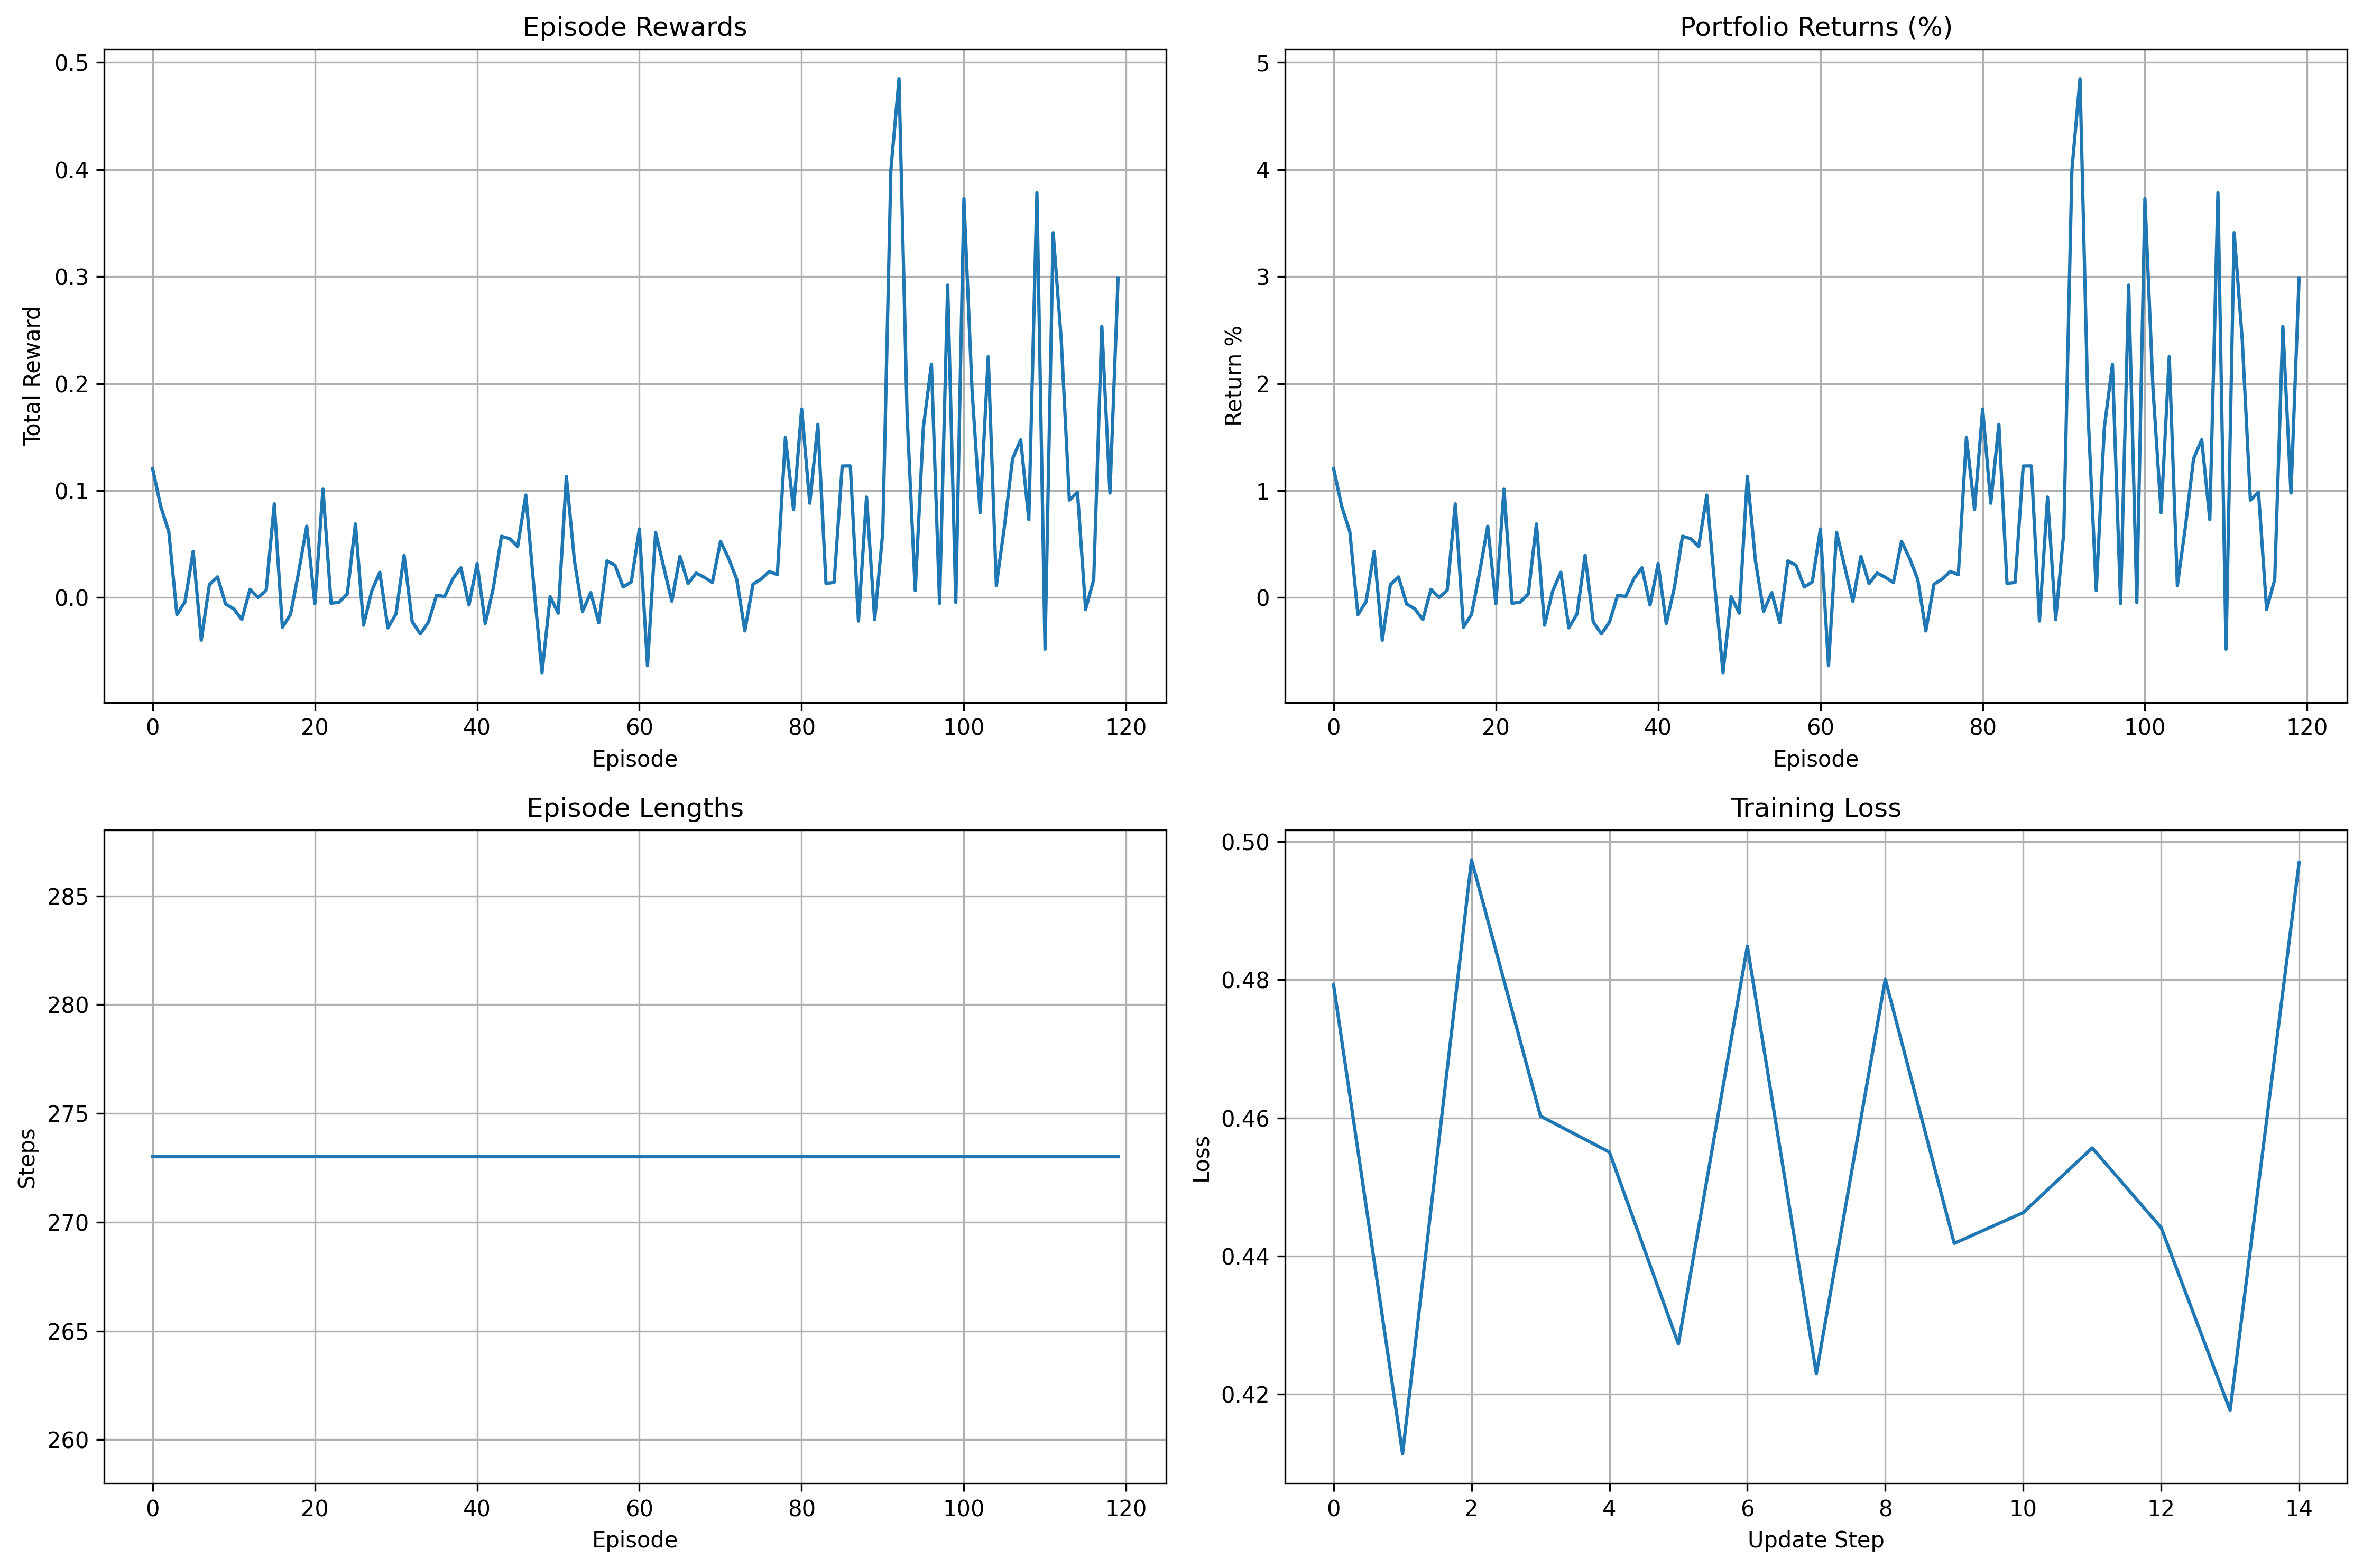 Episode Rewards
Total Reward
0.5
0.4
0.3
0.2
0.1
0.0
0 20 40 60 80 100 120
Episode
Portfolio Returns (%)
Return %
5
4
3
2
1
0
0 20 40 60 80 100 120
Episode
Episode Lengths
Steps
285
280
275
270
265
260
0 20 40 60 80 100 120
Episode
Training Loss
Loss
0.50
0.48
0.46
0.44
0.42
0 2 4 6 8 10 12 14
Update Step